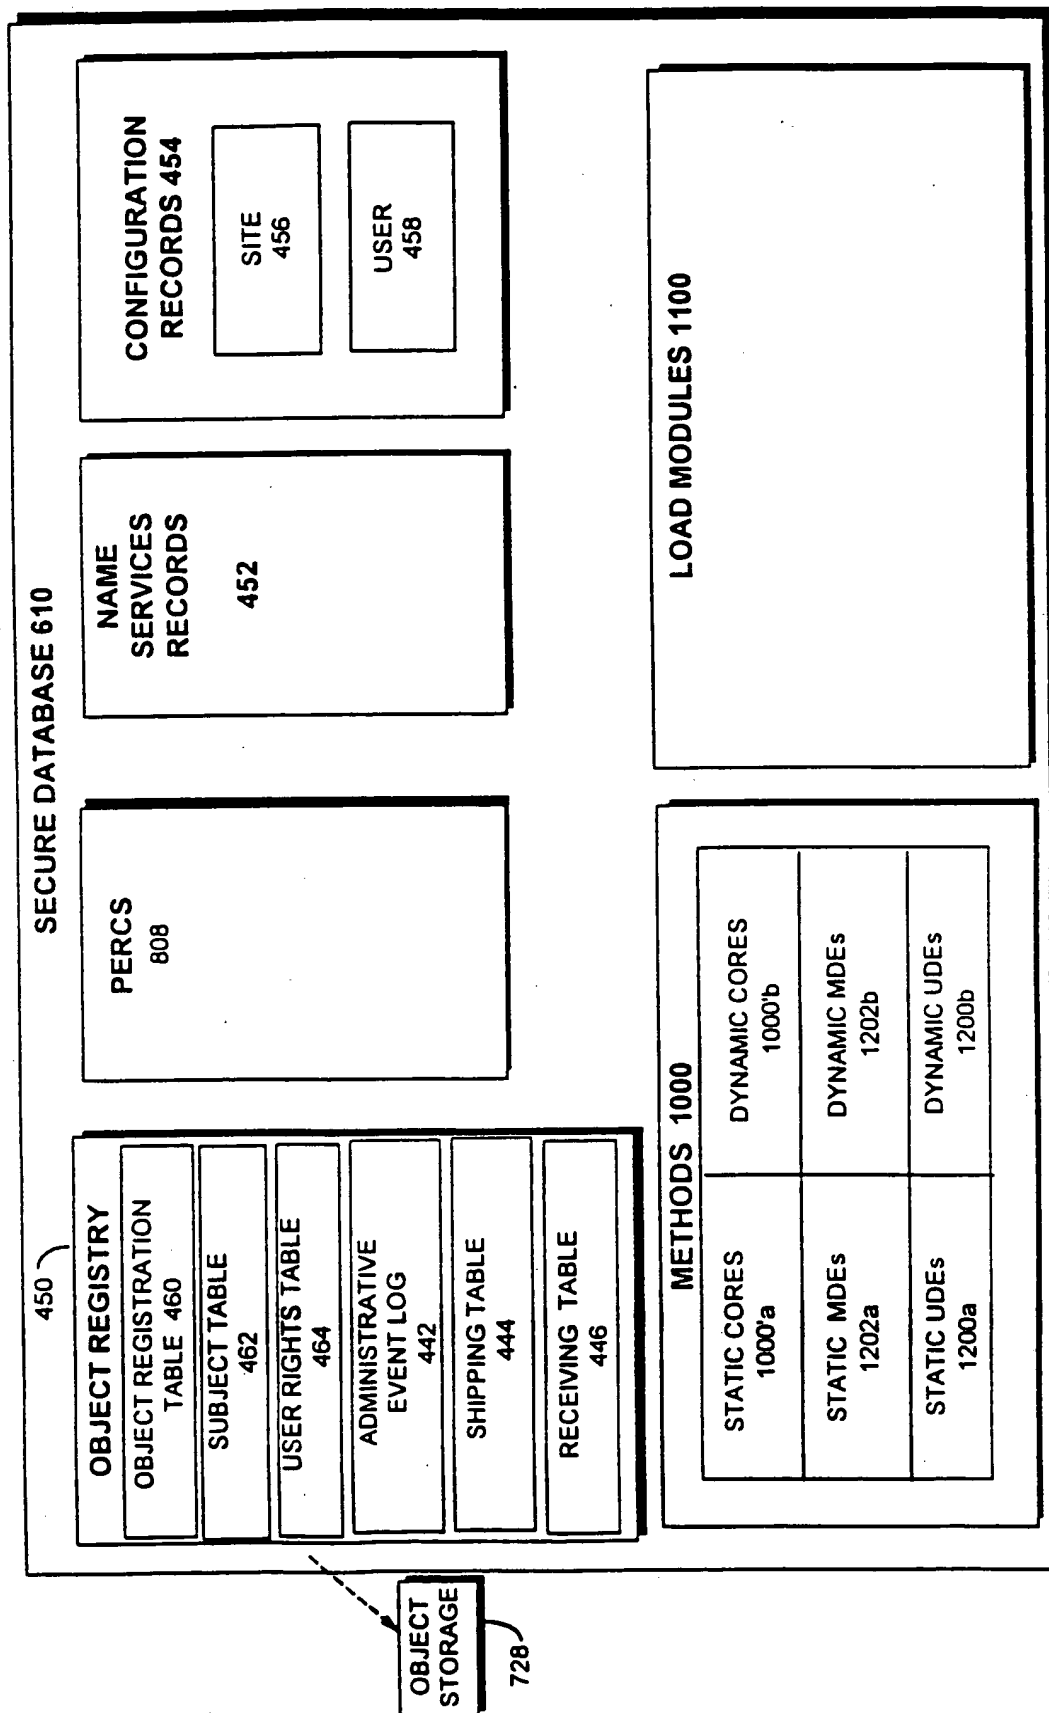 SECURE DATABASE 610
450
OBJECT REGISTRY
OBJECT REGISTRATION
TABLE 460
SUBJECT TABLE
462
USER RIGHTS TABLE
464
ADMINISTRATIVE
EVENT LOG
442
SHIPPING TABLE
444
RECEIVING TABLE
446
OBJECT
STORAGE
728
PERCS
808
NAME
SERVICES
RECORDS
452
CONFIGURATION
RECORDS 454
SITE
456
USER
458
METHODS 1000
STATIC CORES
1000'a
DYNAMIC CORES
1000'b
STATIC MDEs
1202a
DYNAMIC MDEs
1202b
STATIC UDEs
1200a
DYNAMIC UDEs
1200b
LOAD MODULES 1100